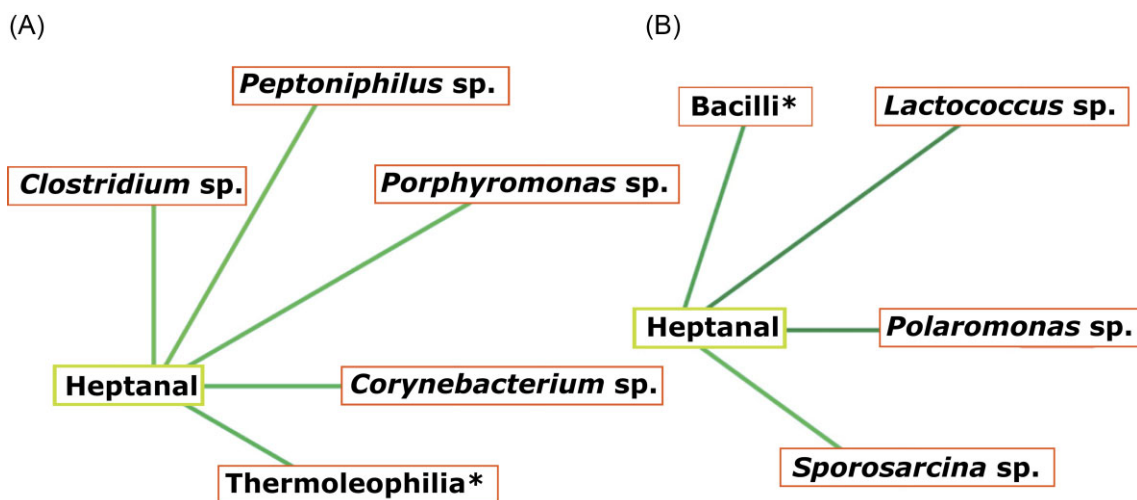 (A)
Peptoniphilus sp.
Clostridium sp.
Porphyromonas sp.
Heptanal
Corynebacterium sp.
Thermoleophilia*
(B)
Bacilli*
Lactococcus sp.
Heptanal
Polaromonas sp.
Sporosarcina sp.